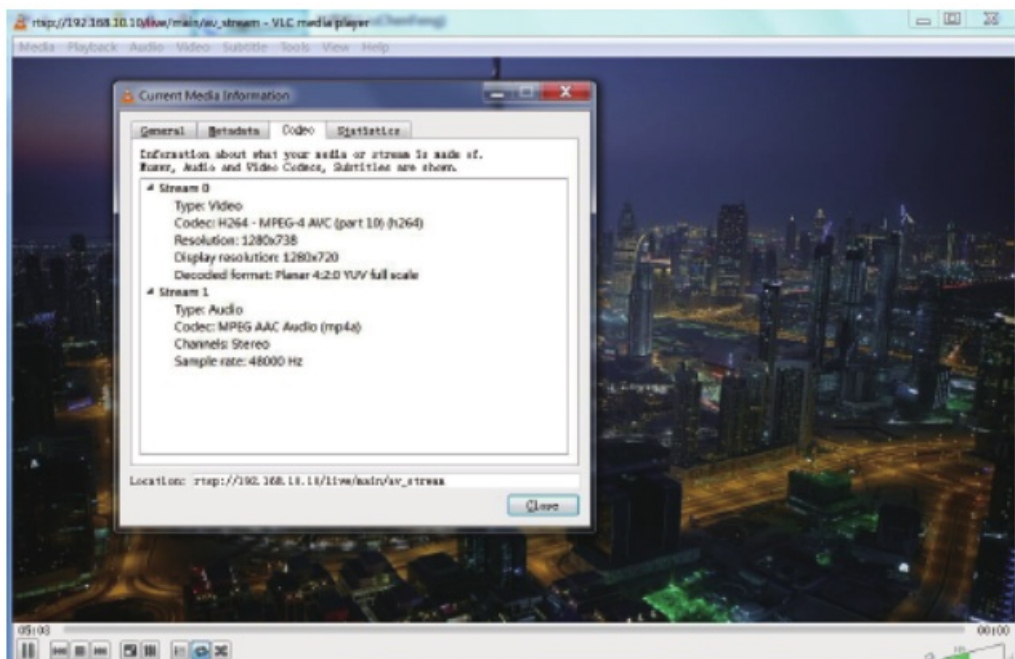 rtsp://192.168.10.10/live/main/av_stream - VLC media player
Media Playback Audio Video Subtitle Tools View Help
Current Media Information
General Metadata Codec Statistics
Information about what your media or stream is made of.
Muxer, Audio and Video Codecs, Subtitles are shown.
Stream 0
Type: Video
Codec: H264 - MPEG-4 AVC (part 10) (h264)
Resolution: 1280x738
Display resolution: 1280x720
Decoded format: Planar 4:2:0 YUV full scale
Stream 1
Type: Audio
Codec: MPEG AAC Audio (mp4a)
Channels: Stereo
Sample rate: 48000 Hz
Location: rtsp://192.168.10.10/live/main/av_stream
Close
05:03 00:00